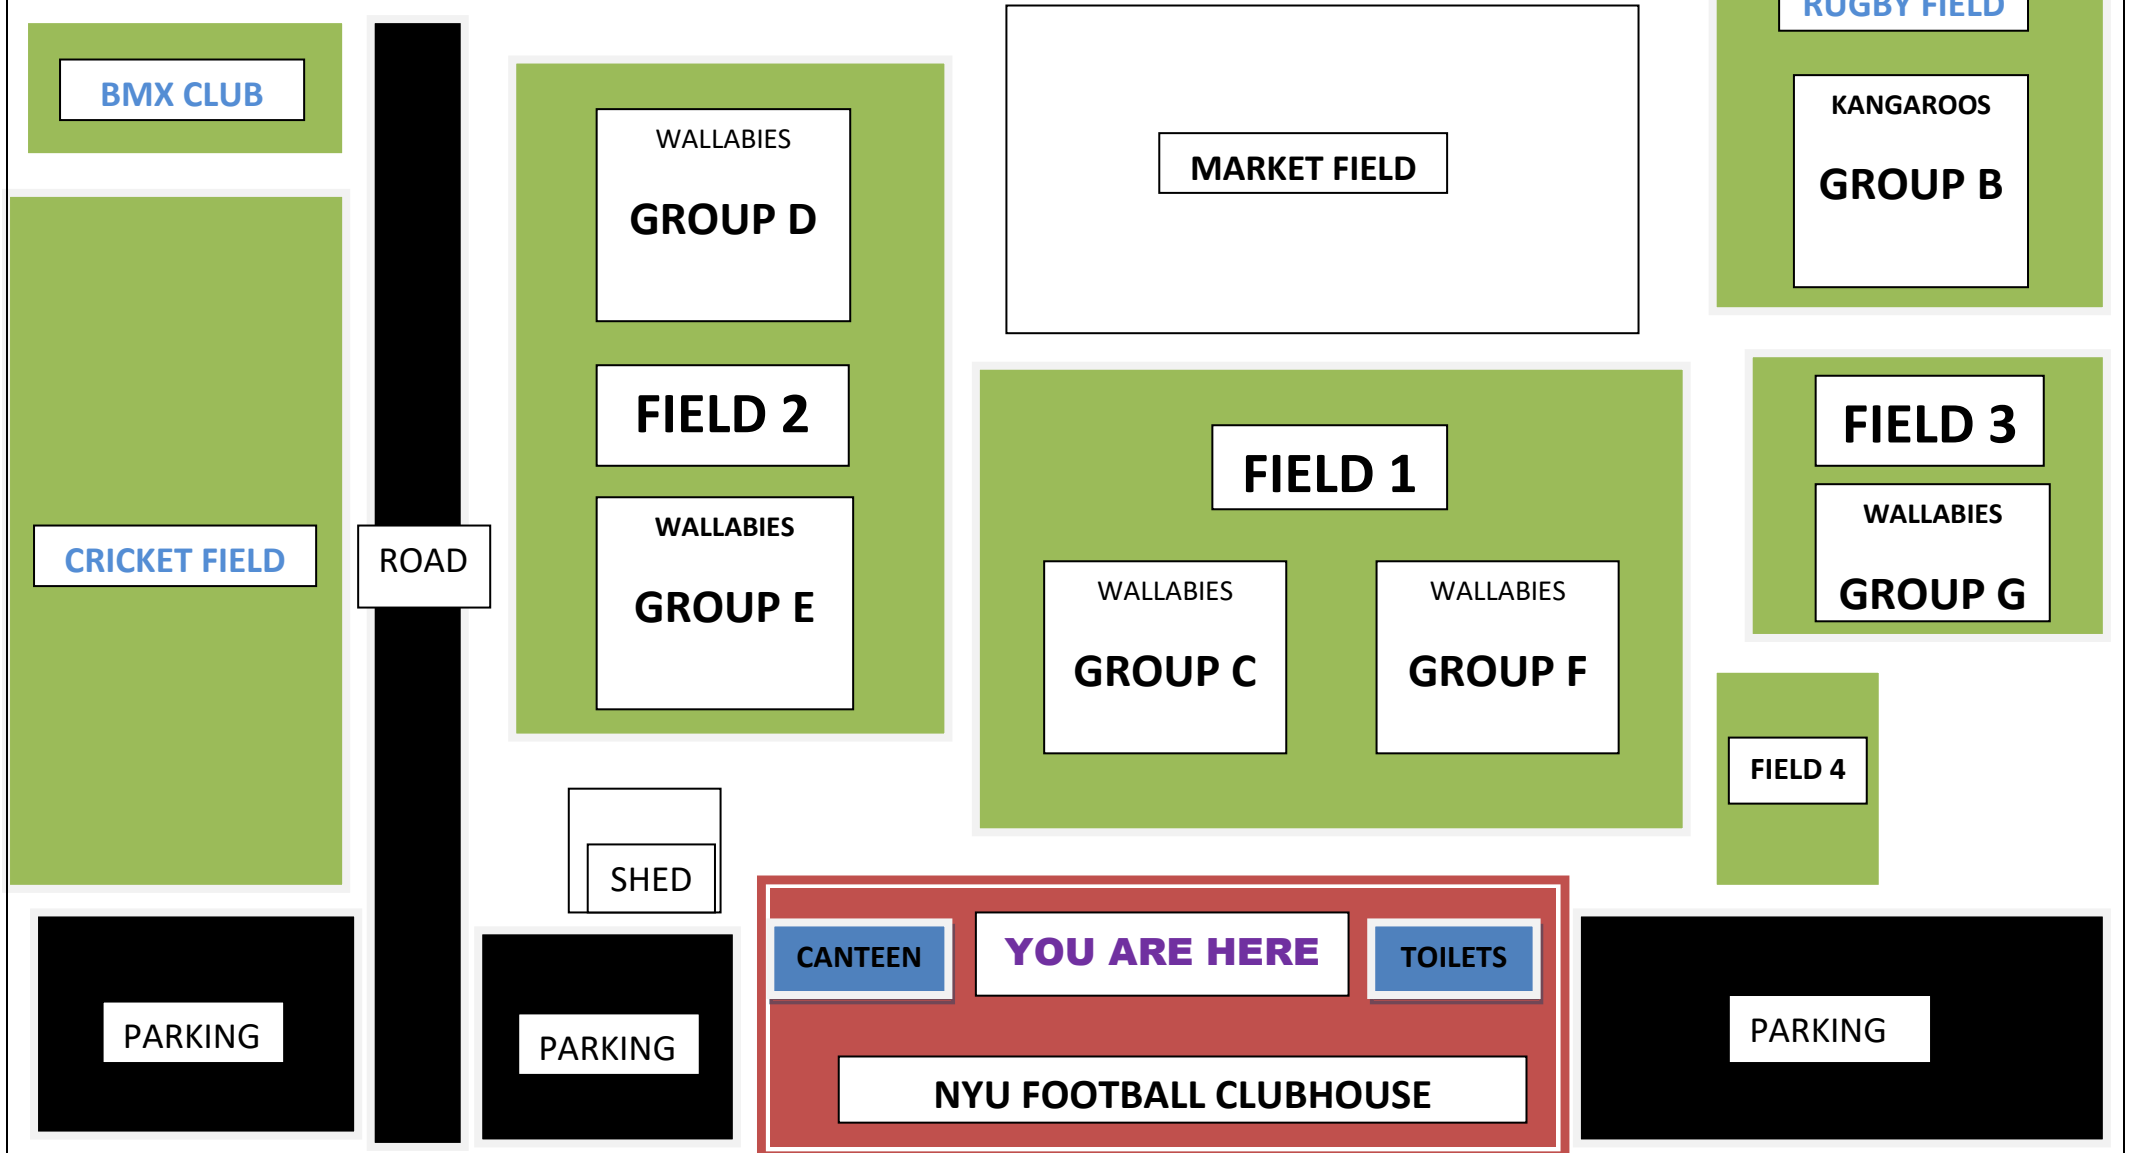 RUGBY FIELD
BMX CLUB
WALLABIES
GROUP D
MARKET FIELD
KANGAROOS
GROUP B
FIELD 2
FIELD 1
FIELD 3
WALLABIES
GROUP E
WALLABIES
GROUP G
CRICKET FIELD
ROAD
WALLABIES
GROUP C
WALLABIES
GROUP F
FIELD 4
SHED
CANTEEN
YOU ARE HERE
TOILETS
PARKING
PARKING
PARKING
NYU FOOTBALL CLUBHOUSE